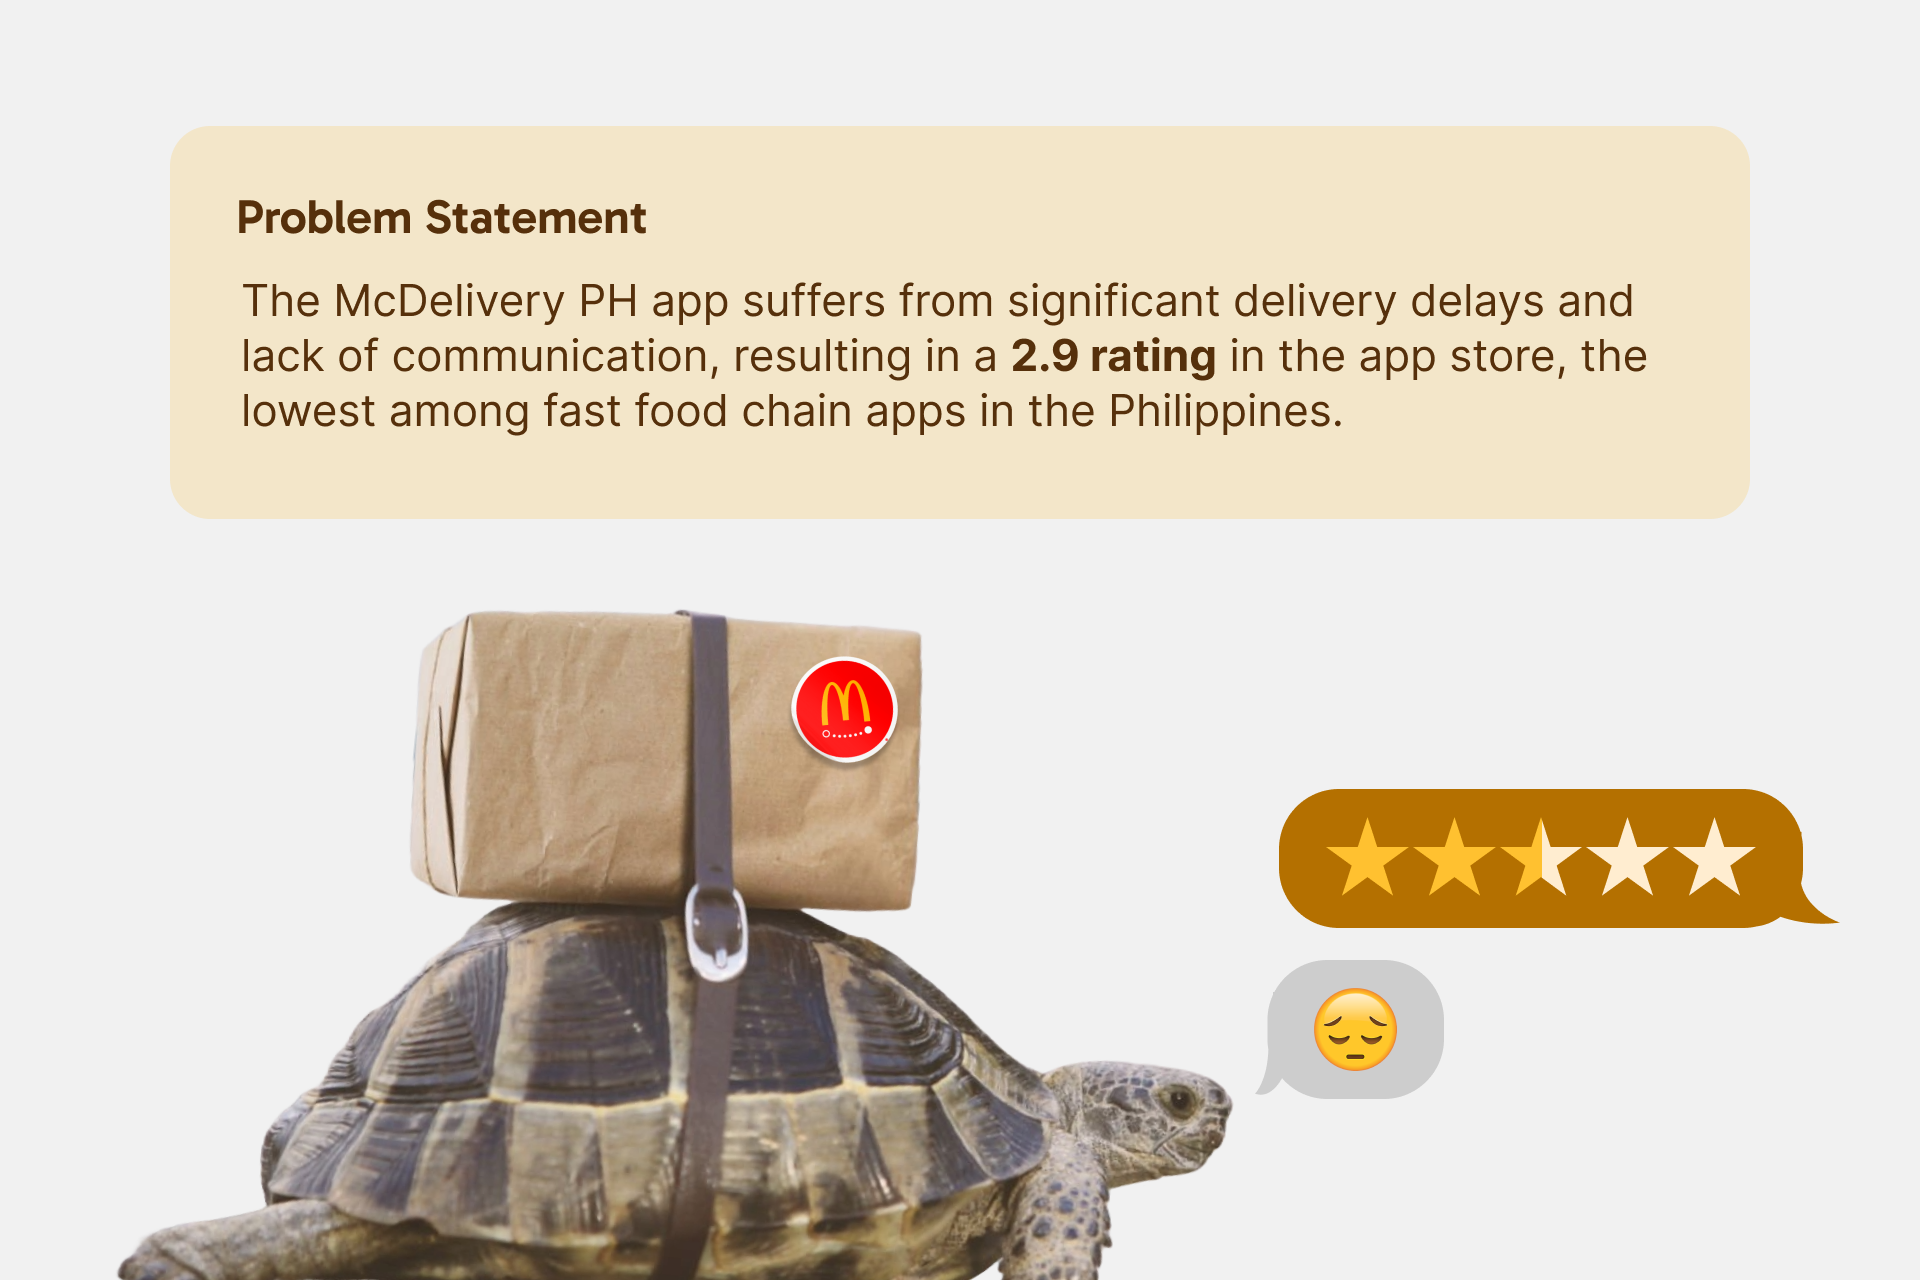 Problem Statement
The McDelivery PH app suffers from significant delivery delays and
lack of communication, resulting in a 2.9 rating in the app store, the
lowest among fast food chain apps in the Philippines.